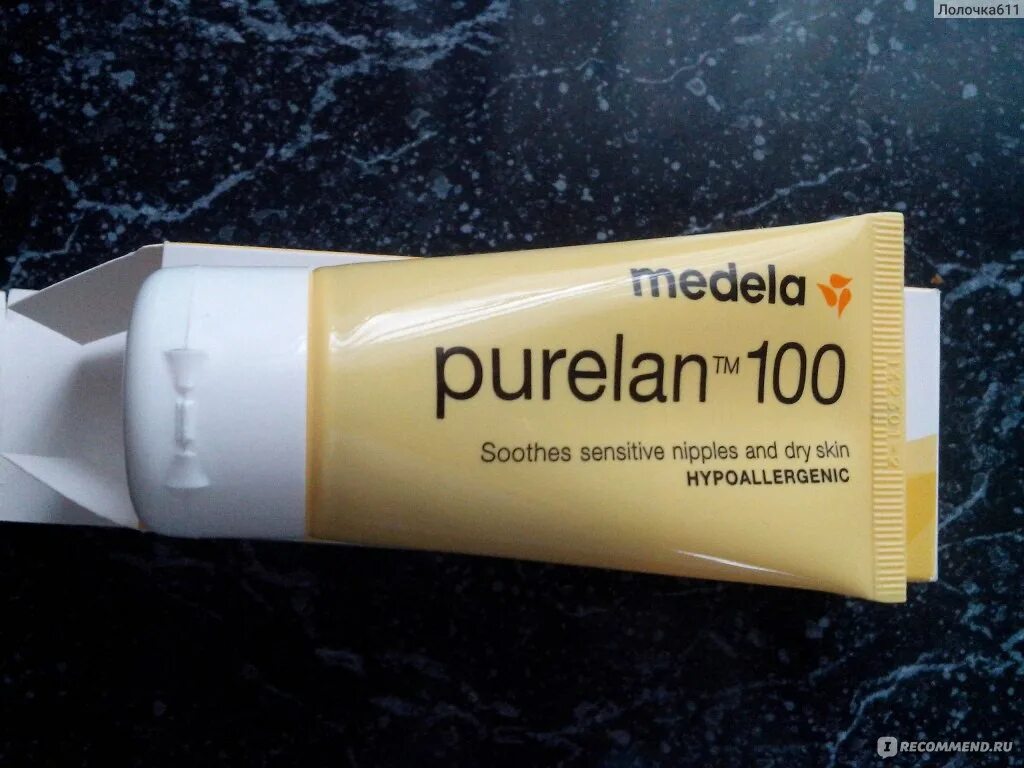 Лолочка611
medela
purelan™ 100
Soothes sensitive nipples and dry skin
HYPOALLERGENIC
IRECOMMEND.RU